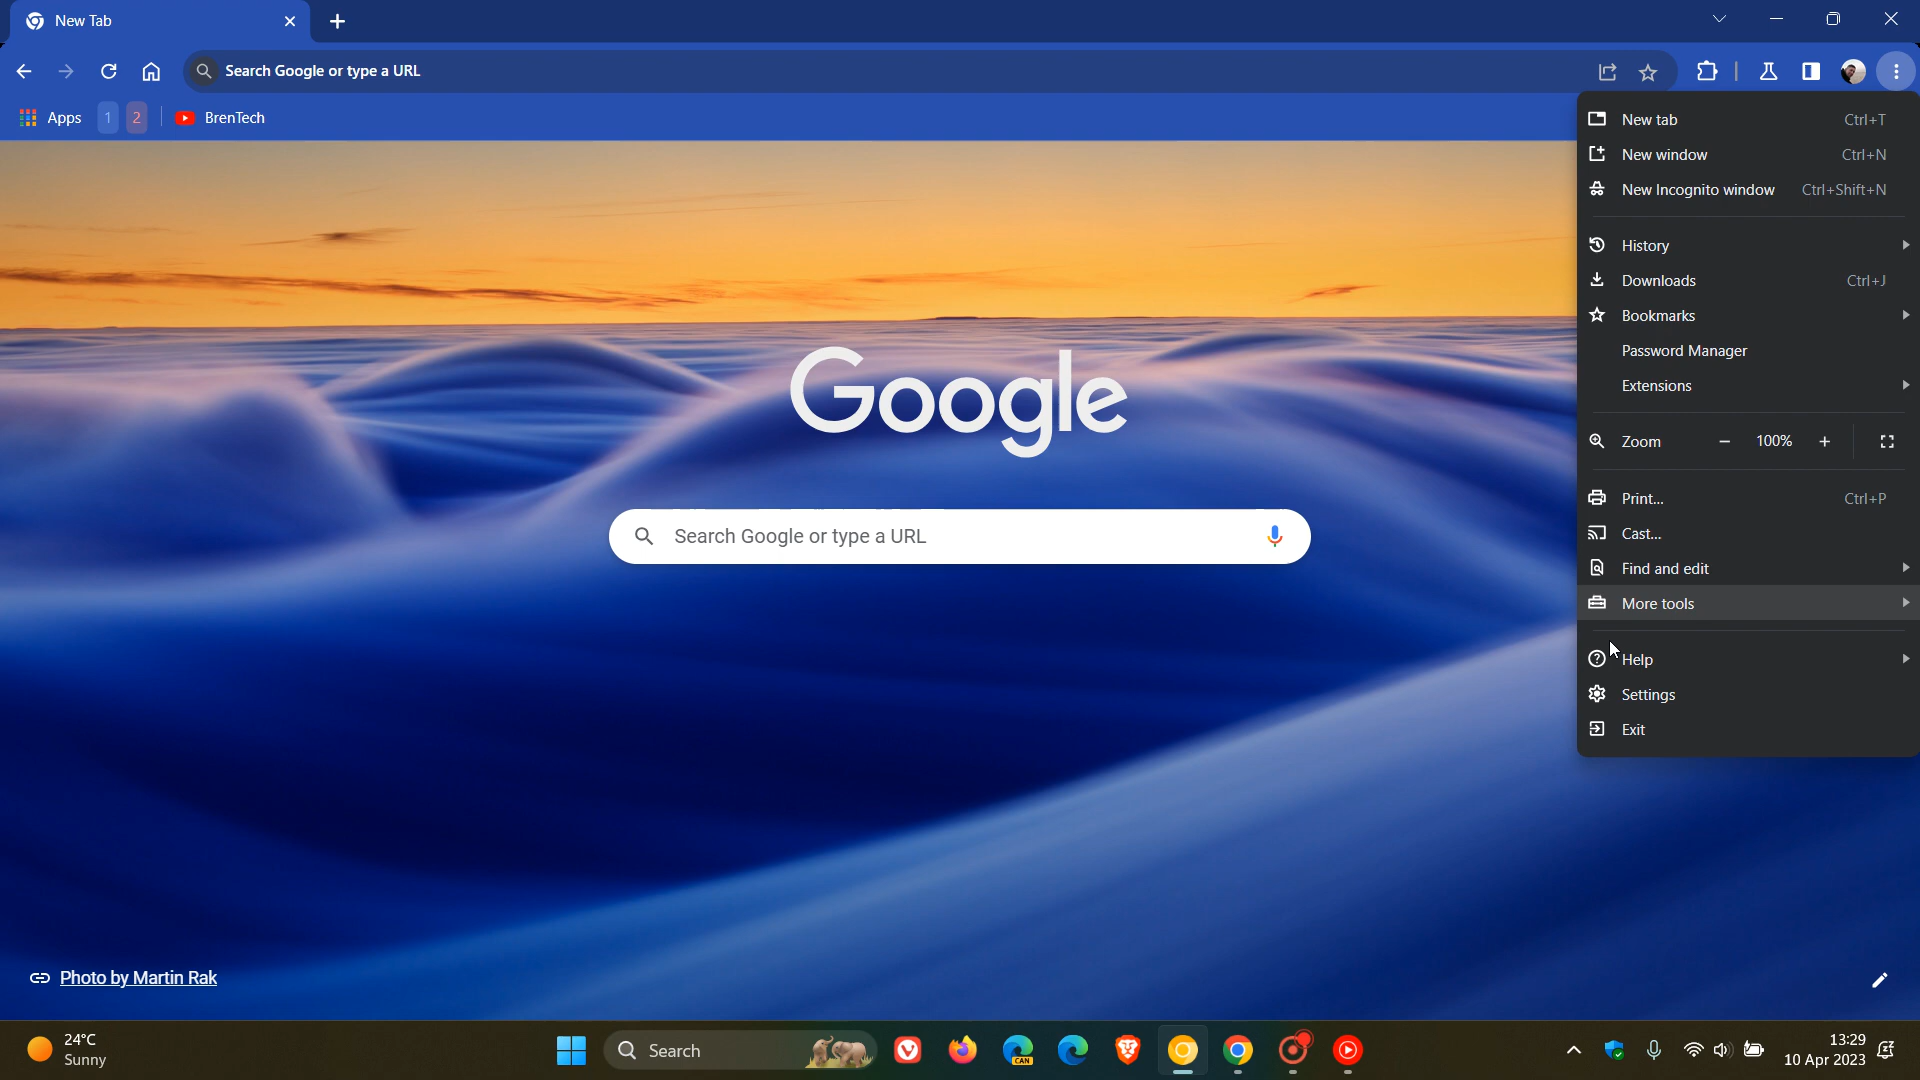 New Tab
Search Google or type a URL
Apps 1 2 BrenTech
New tab Ctrl+T
New window Ctrl+N
New Incognito window Ctrl+Shift+N
History
Downloads Ctrl+J
Bookmarks
Password Manager
Extensions
Zoom − 100% +
Print... Ctrl+P
Cast...
Find and edit
More tools
Help
Settings
Exit
Google
Search Google or type a URL
Photo by Martin Rak
24°C
Sunny
Search
CAN
13:29
10 Apr 2023